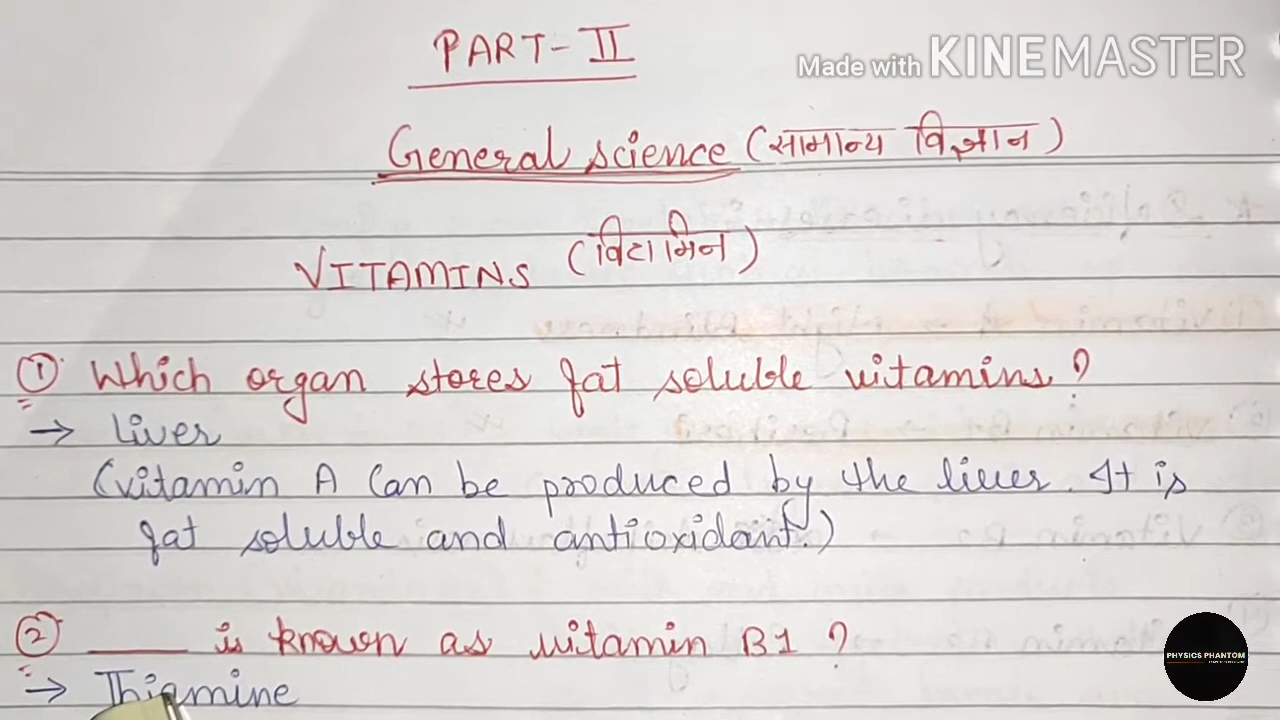 PART-II
Made with KINEMASTER
General science (सामान्य विज्ञान)
VITAMINS (विटामिन)
① Which organ stores fat soluble vitamins?
→ Liver
(vitamin A can be produced by the liver. It is
fat soluble and antioxidant.)
② ____ is known as vitamin B1 ?
→ Thiamine
PHYSICS PHANTOM